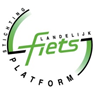 STICHTING
LANDELIJK
fiets
PLATFORM